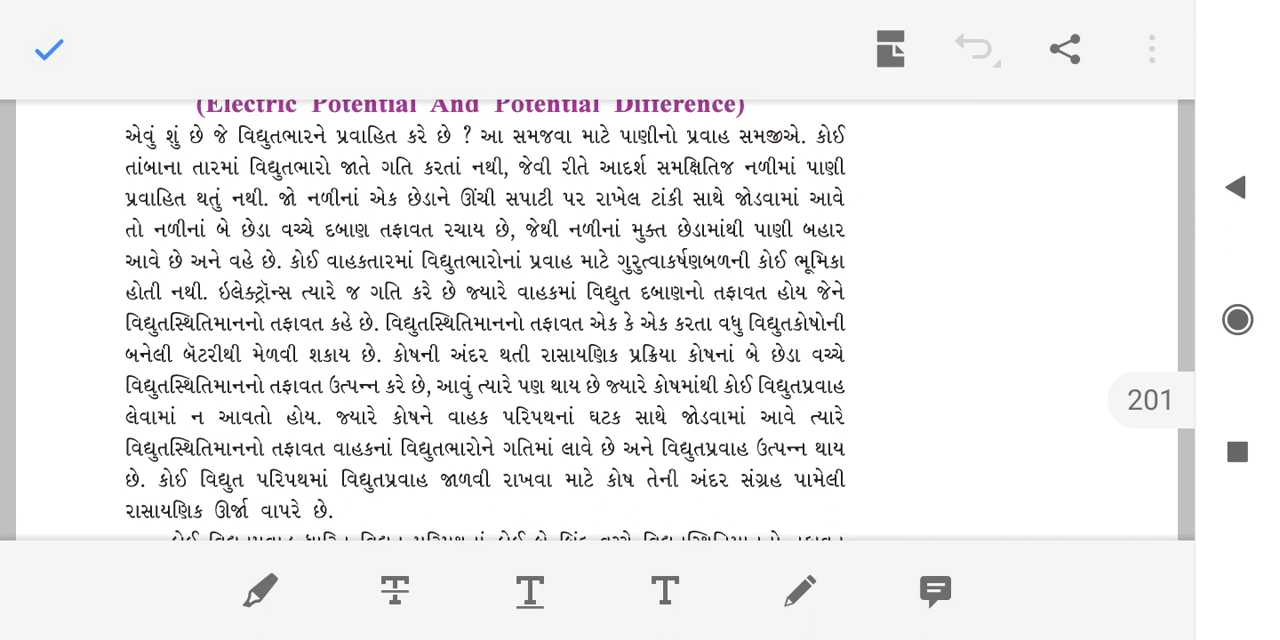 (Electric Potential And Potential Difference)
એવું શું છે જે વિદ્યુતભારને પ્રવાહિત કરે છે ? આ સમજવા માટે પાણીનો પ્રવાહ સમજીએ. કોઈ
તાંબાના તારમાં વિદ્યુતભારો જાતે ગતિ કરતાં નથી, જેવી રીતે આદર્શ સમક્ષિતિજ નળીમાં પાણી
પ્રવાહિત થતું નથી. જો નળીનાં એક છેડાને ઊંચી સપાટી પર રાખેલ ટાંકી સાથે જોડવામાં આવે
તો નળીનાં બે છેડા વચ્ચે દબાણ તફાવત રચાય છે, જેથી નળીનાં મુક્ત છેડામાંથી પાણી બહાર
આવે છે અને વહે છે. કોઈ વાહકતારમાં વિદ્યુતભારોનાં પ્રવાહ માટે ગુરુત્વાકર્ષણબળની કોઈ ભૂમિકા
હોતી નથી. ઇલેક્ટ્રૉન્સ ત્યારે જ ગતિ કરે છે જ્યારે વાહકમાં વિદ્યુત દબાણનો તફાવત હોય જેને
વિદ્યુતસ્થિતિમાનનો તફાવત કહે છે. વિદ્યુતસ્થિતિમાનનો તફાવત એક કે એક કરતા વધુ વિદ્યુતકોષોની
બનેલી બૅટરીથી મેળવી શકાય છે. કોષની અંદર થતી રાસાયણિક પ્રક્રિયા કોષનાં બે છેડા વચ્ચે
વિદ્યુતસ્થિતિમાનનો તફાવત ઉત્પન્ન કરે છે, આવું ત્યારે પણ થાય છે જ્યારે કોષમાંથી કોઈ વિદ્યુતપ્રવાહ
લેવામાં ન આવતો હોય. જ્યારે કોષને વાહક પરિપથનાં ઘટક સાથે જોડવામાં આવે ત્યારે
વિદ્યુતસ્થિતિમાનનો તફાવત વાહકનાં વિદ્યુતભારોને ગતિમાં લાવે છે અને વિદ્યુતપ્રવાહ ઉત્પન્ન થાય
છે. કોઈ વિદ્યુત પરિપથમાં વિદ્યુતપ્રવાહ જાળવી રાખવા માટે કોષ તેની અંદર સંગ્રહ પામેલી
રાસાયણિક ઊર્જા વાપરે છે.
201